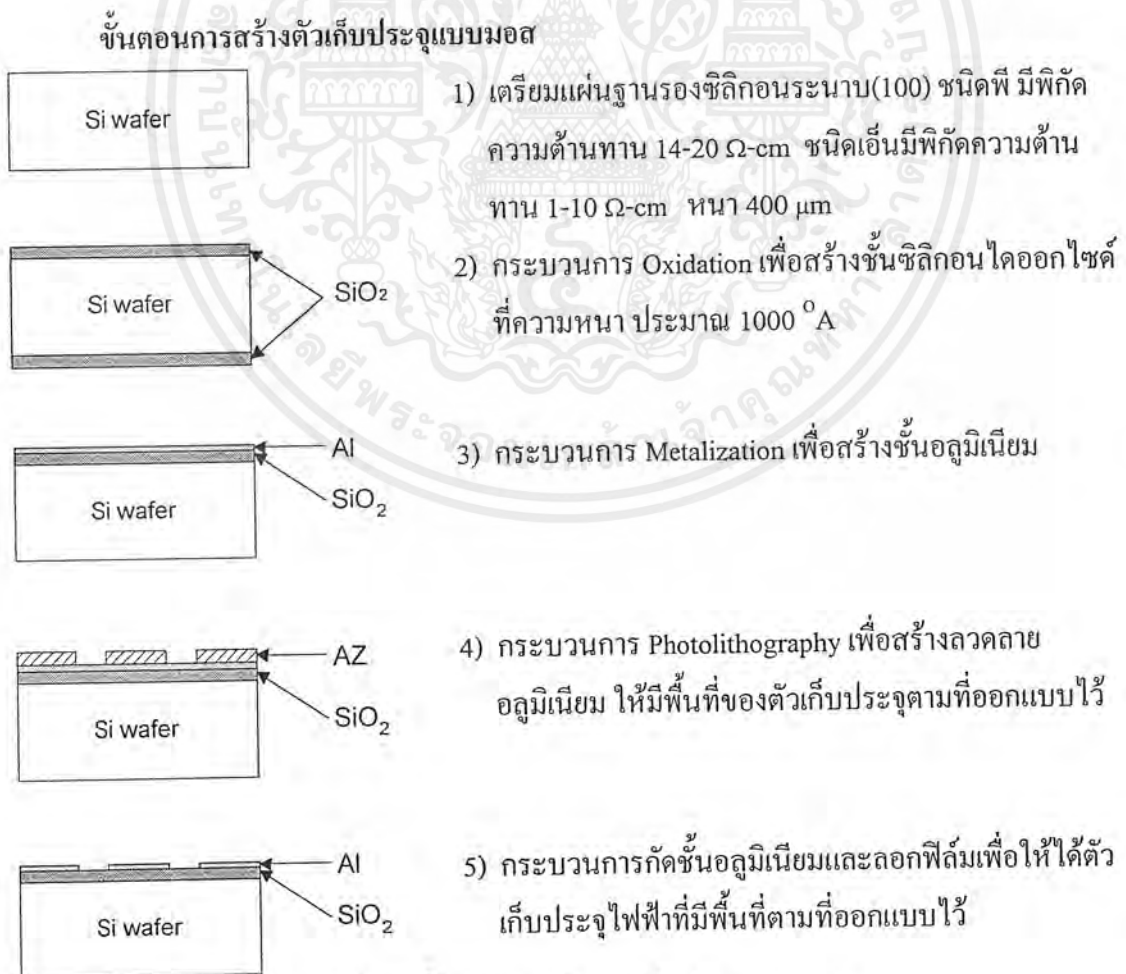 ขั้นตอนการสร้างตัวเก็บประจุแบบมอส
Si wafer
1) เตรียมแผ่นฐานรองซิลิกอนระนาบ(100) ชนิดพี มีพิกัด
ความต้านทาน 14-20 Ω-cm ชนิดเอ็นมีพิกัดความต้าน
ทาน 1-10 Ω-cm หนา 400 μm
Si wafer
SiO2
2) กระบวนการ Oxidation เพื่อสร้างชั้นซิลิกอนไดออกไซด์
ที่ความหนา ประมาณ 1000 °A
Al
SiO2
Si wafer
3) กระบวนการ Metalization เพื่อสร้างชั้นอลูมิเนียม
AZ
SiO2
Si wafer
4) กระบวนการ Photolithography เพื่อสร้างลวดลาย
อลูมิเนียม ให้มีพื้นที่ของตัวเก็บประจุตามที่ออกแบบไว้
Al
SiO2
Si wafer
5) กระบวนการกัดชั้นอลูมิเนียมและลอกฟิล์มเพื่อให้ได้ตัว
เก็บประจุไฟฟ้าที่มีพื้นที่ตามที่ออกแบบไว้